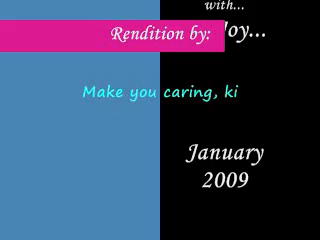 with...
Rendition by:
Joy...
Make you caring, ki
January
2009